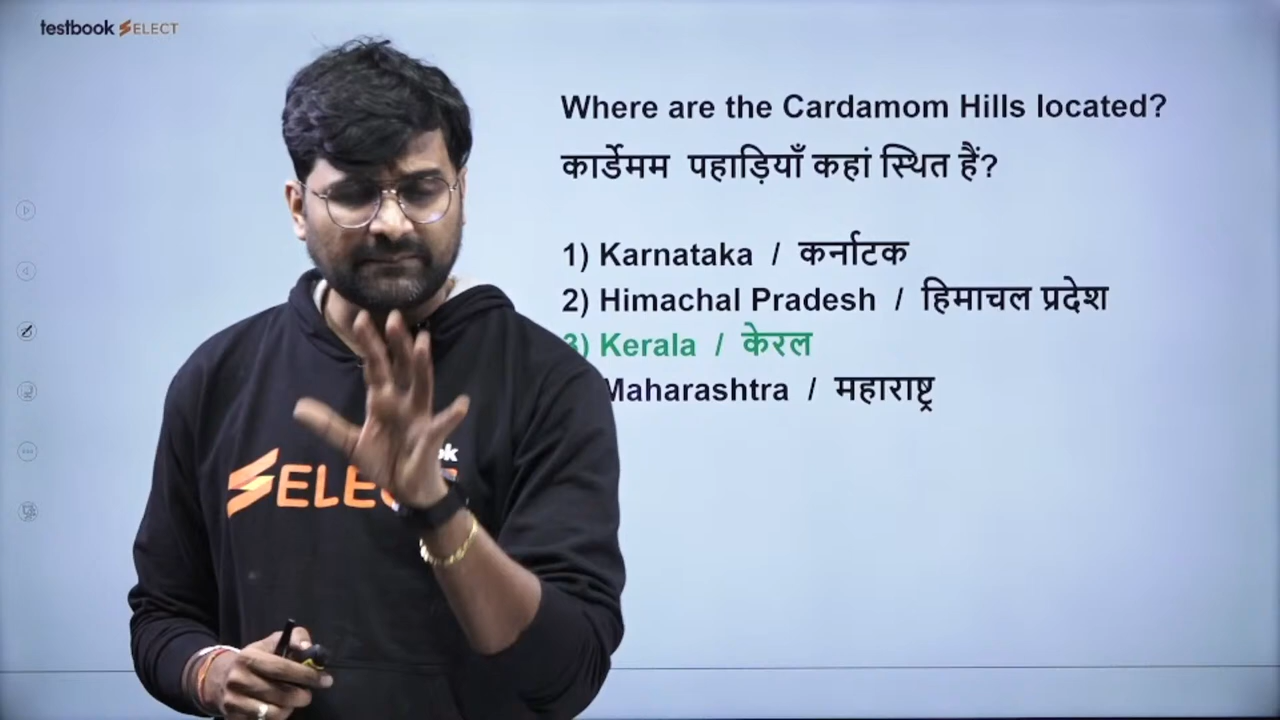 testbook SELECT
Where are the Cardamom Hills located?
कार्डेमम पहाड़ियाँ कहां स्थित हैं?
1) Karnataka / कर्नाटक
2) Himachal Pradesh / हिमाचल प्रदेश
3) Kerala / केरल
Maharashtra / महाराष्ट्र